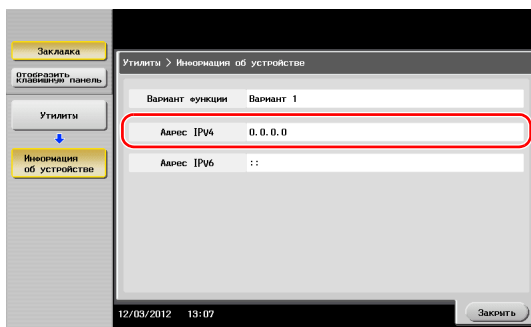 Закладка
Отобразить
клавишную панель
Утилиты
Информация
об устройстве
Утилиты > Информация об устройстве
Вариант функции Вариант 1
Адрес IPV4 0.0.0.0
Адрес IPV6 ::
12/03/2012 13:07
Закрыть